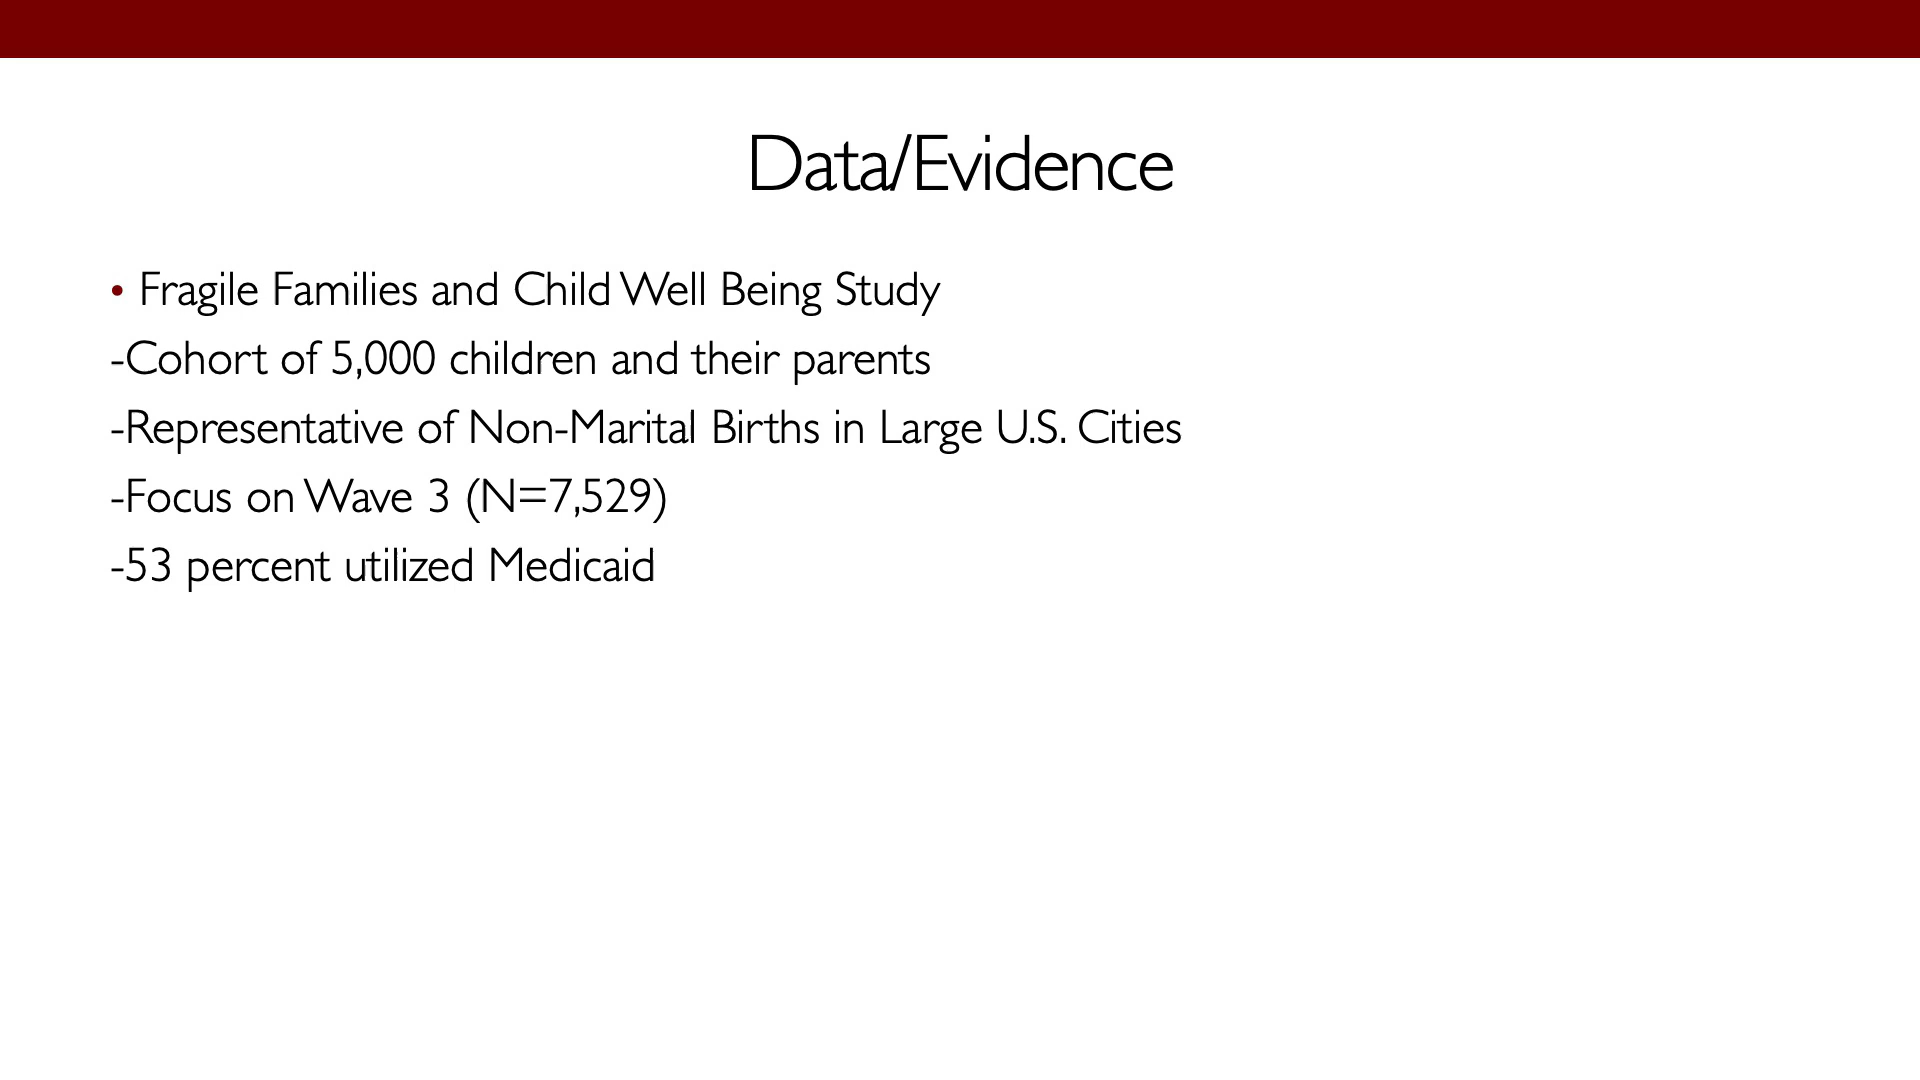 Data/Evidence
• Fragile Families and Child Well Being Study
-Cohort of 5,000 children and their parents
-Representative of Non-Marital Births in Large U.S. Cities
-Focus on Wave 3 (N=7,529)
-53 percent utilized Medicaid